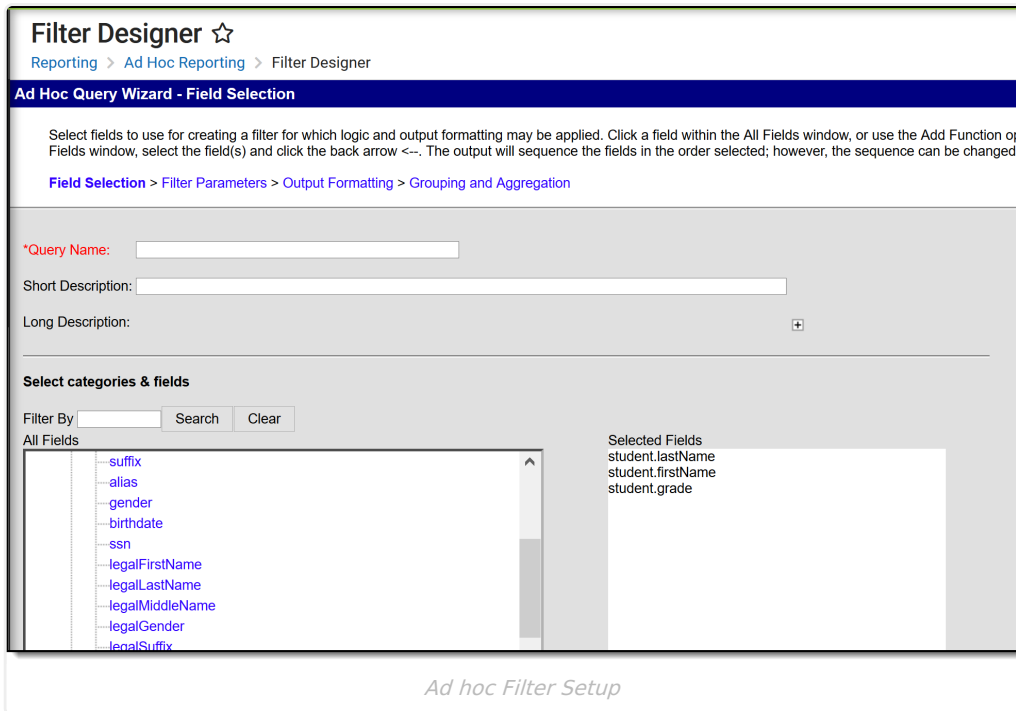 Filter Designer ☆
Reporting > Ad Hoc Reporting > Filter Designer
Ad Hoc Query Wizard - Field Selection
Select fields to use for creating a filter for which logic and output formatting may be applied. Click a field within the All Fields window, or use the Add Function op
Fields window, select the field(s) and click the back arrow <--. The output will sequence the fields in the order selected; however, the sequence can be changed
Field Selection > Filter Parameters > Output Formatting > Grouping and Aggregation
*Query Name:
Short Description:
Long Description:
Select categories & fields
Filter By Search Clear
All Fields
suffix
alias
gender
birthdate
ssn
legalFirstName
legalLastName
legalMiddleName
legalGender
legalSuffix
Selected Fields
student.lastName
student.firstName
student.grade
Ad hoc Filter Setup